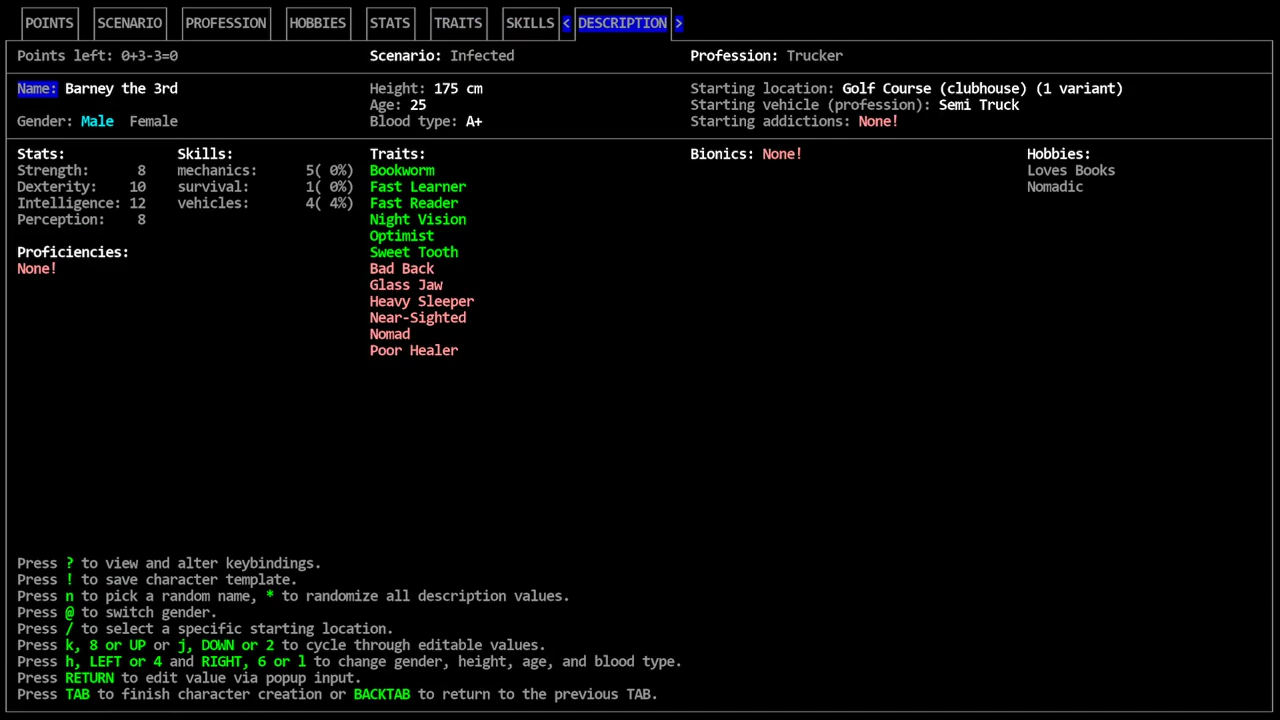 POINTS SCENARIO PROFESSION HOBBIES STATS TRAITS SKILLS < DESCRIPTION >
Points left: 0+3-3=0 Scenario: Infected Profession: Trucker
Name: Barney the 3rd Height: 175 cm Starting location: Golf Course (clubhouse) (1 variant)
Age: 25 Starting vehicle (profession): Semi Truck
Gender: Male Female Blood type: A+ Starting addictions: None!
Stats: Skills: Traits: Bionics: None! Hobbies:
Strength: 8 mechanics: 5( 0%) Bookworm Loves Books
Dexterity: 10 survival: 1( 0%) Fast Learner Nomadic
Intelligence: 12 vehicles: 4( 4%) Fast Reader
Perception: 8 Night Vision
Optimist
Proficiencies: Sweet Tooth
None! Bad Back
Glass Jaw
Heavy Sleeper
Near-Sighted
Nomad
Poor Healer
Press ? to view and alter keybindings.
Press ! to save character template.
Press n to pick a random name, * to randomize all description values.
Press @ to switch gender.
Press / to select a specific starting location.
Press k, 8 or UP or j, DOWN or 2 to cycle through editable values.
Press h, LEFT or 4 and RIGHT, 6 or l to change gender, height, age, and blood type.
Press RETURN to edit value via popup input.
Press TAB to finish character creation or BACKTAB to return to the previous TAB.